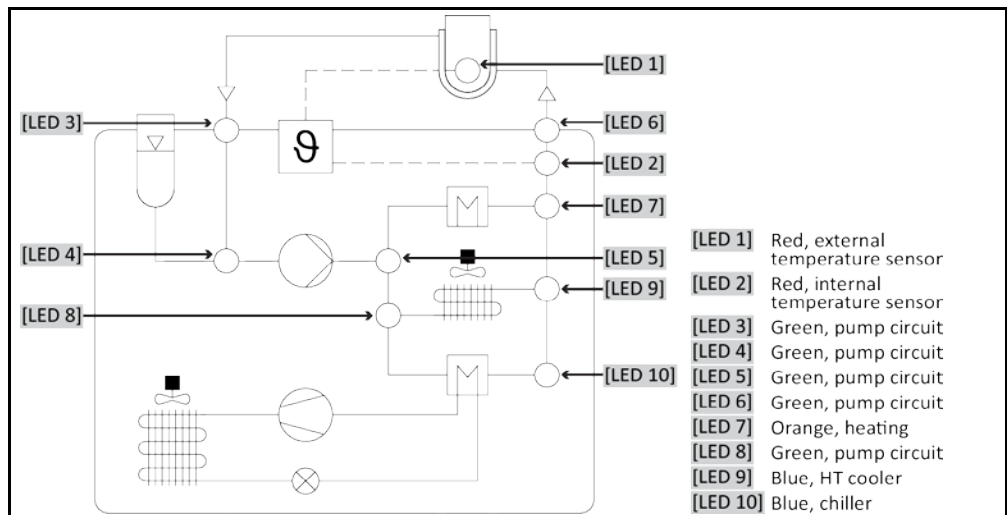 [LED 1]
[LED 3]
[LED 6]
ϑ
[LED 2]
[LED 7]
[LED 4]
[LED 5]
[LED 9]
[LED 8]
[LED 10]
[LED 1] Red, external
temperature sensor
[LED 2] Red, internal
temperature sensor
[LED 3] Green, pump circuit
[LED 4] Green, pump circuit
[LED 5] Green, pump circuit
[LED 6] Green, pump circuit
[LED 7] Orange, heating
[LED 8] Green, pump circuit
[LED 9] Blue, HT cooler
[LED 10] Blue, chiller